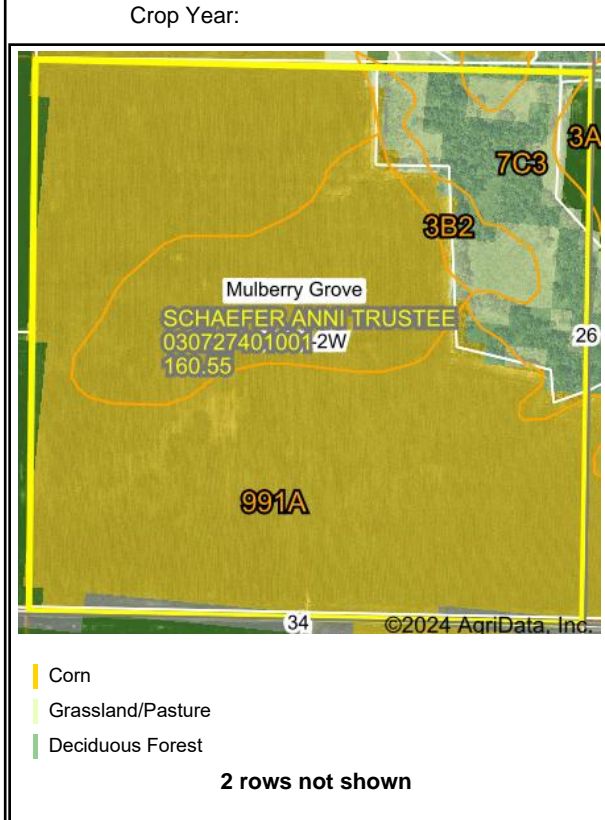 Crop Year:
3A
7C3
3B2
Mulberry Grove
SCHAEFER ANNI TRUSTEE
030727401001-2W
160.55
26
991A
34
©2024 AgriData, Inc.
Corn
Grassland/Pasture
Deciduous Forest
2 rows not shown